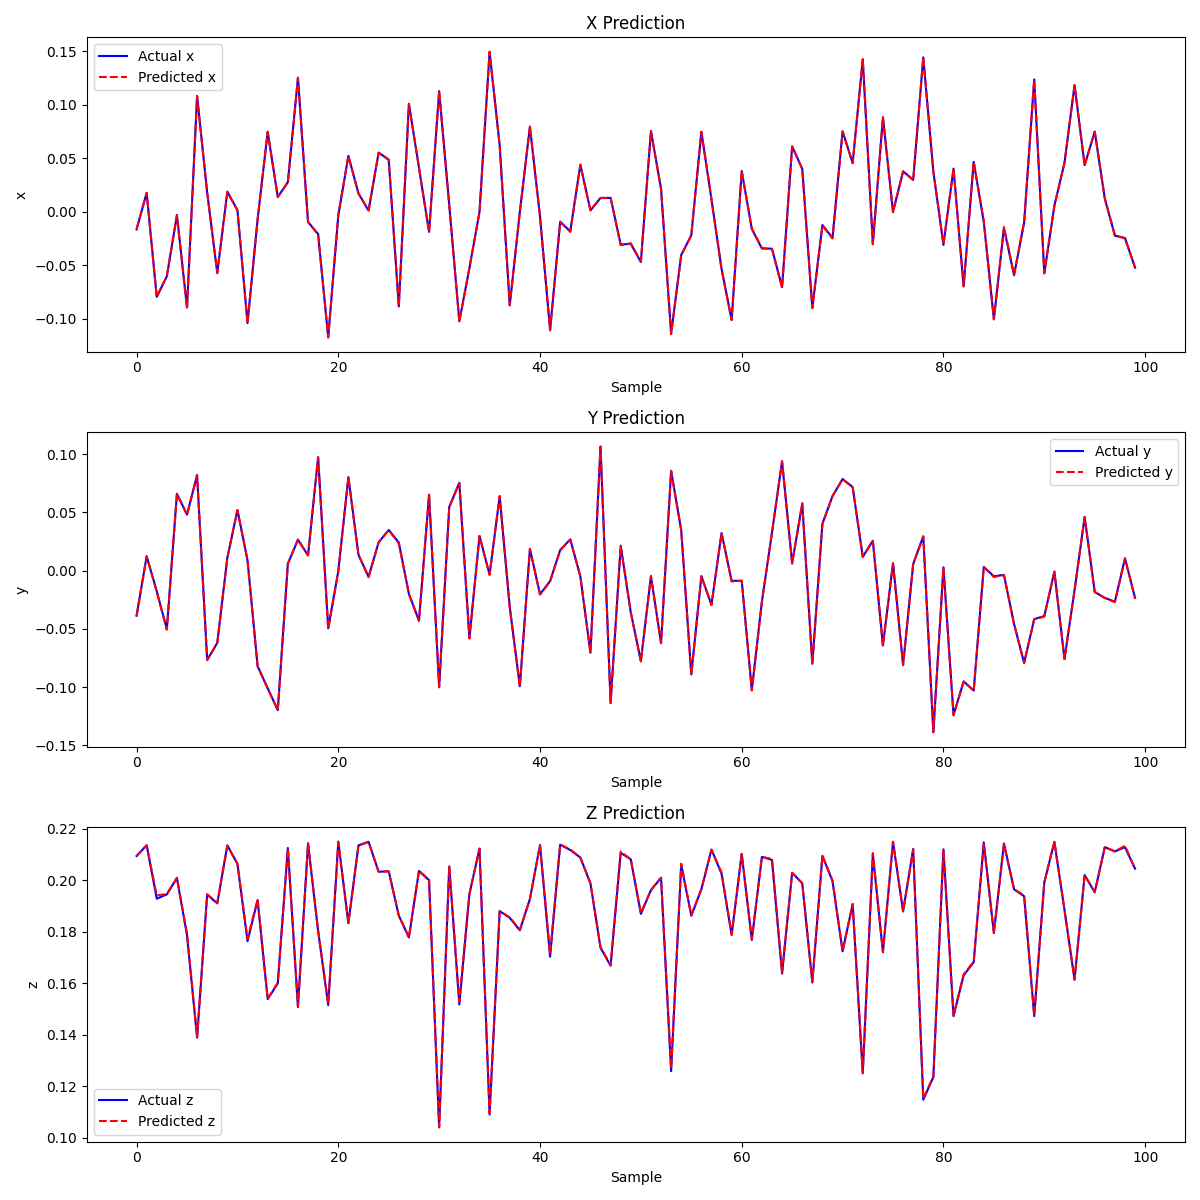 X Prediction
0.15
0.10
0.05
0.00
−0.05
−0.10
x
Actual x
Predicted x
0 20 40 60 80 100
Sample
Y Prediction
0.10
0.05
0.00
−0.05
−0.10
−0.15
y
Actual y
Predicted y
0 20 40 60 80 100
Sample
Z Prediction
0.22
0.20
0.18
0.16
0.14
0.12
0.10
z
Actual z
Predicted z
0 20 40 60 80 100
Sample